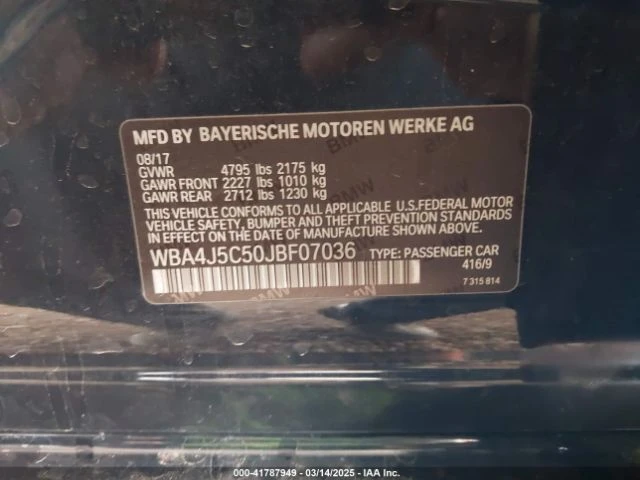 MFD BY BAYERISCHE MOTOREN WERKE AG
08/17
GVWR 4795 lbs 2175 kg
GAWR FRONT 2227 lbs 1010 kg
GAWR REAR 2712 lbs 1230 kg
THIS VEHICLE CONFORMS TO ALL APPLICABLE U.S.FEDERAL MOTOR
VEHICLE SAFETY, BUMPER AND THEFT PREVENTION STANDARDS
IN EFFECT ON THE DATE OF MANUFACTURE SHOWN ABOVE.
WBA4J5C50JBF07036 TYPE: PASSENGER CAR
416/9
7 315 814
000-41787949 - 03/14/2025 - IAA Inc.